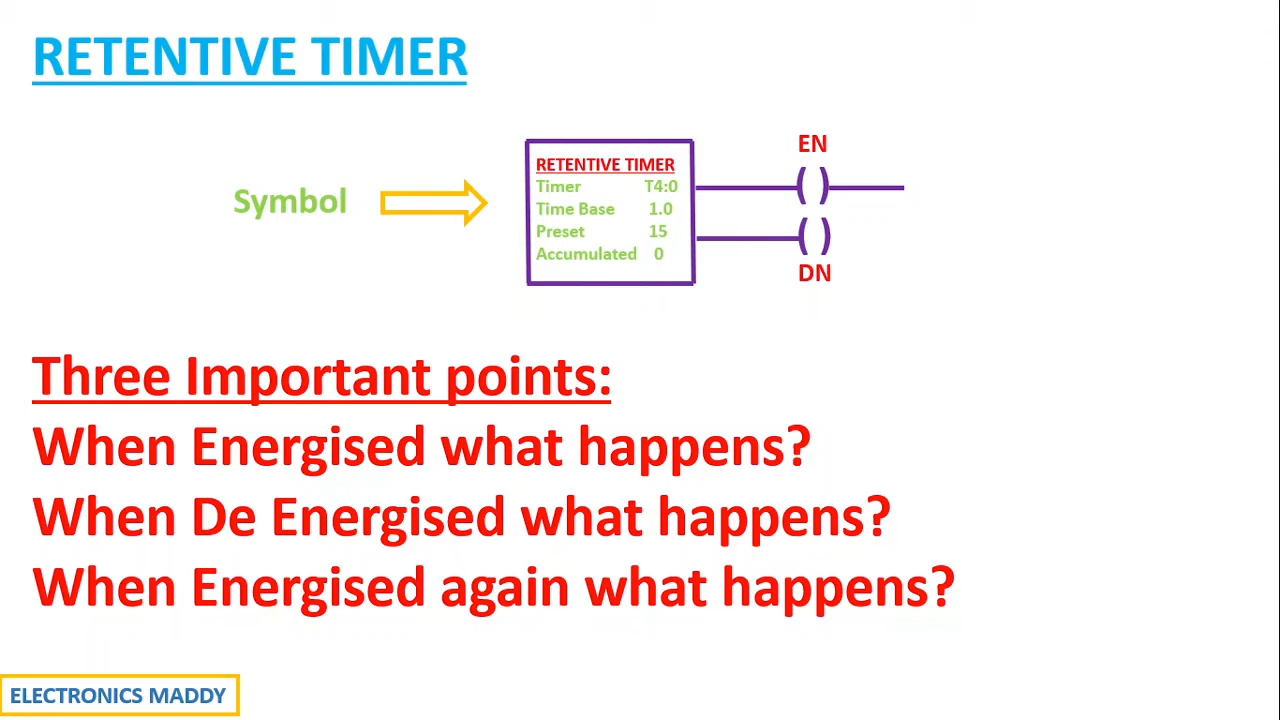 RETENTIVE TIMER
EN
RETENTIVE TIMER
Timer T4:0
Symbol
Time Base 1.0
Preset 15
Accumulated 0
( )
( )
DN
Three Important points:
When Energised what happens?
When De Energised what happens?
When Energised again what happens?
ELECTRONICS MADDY